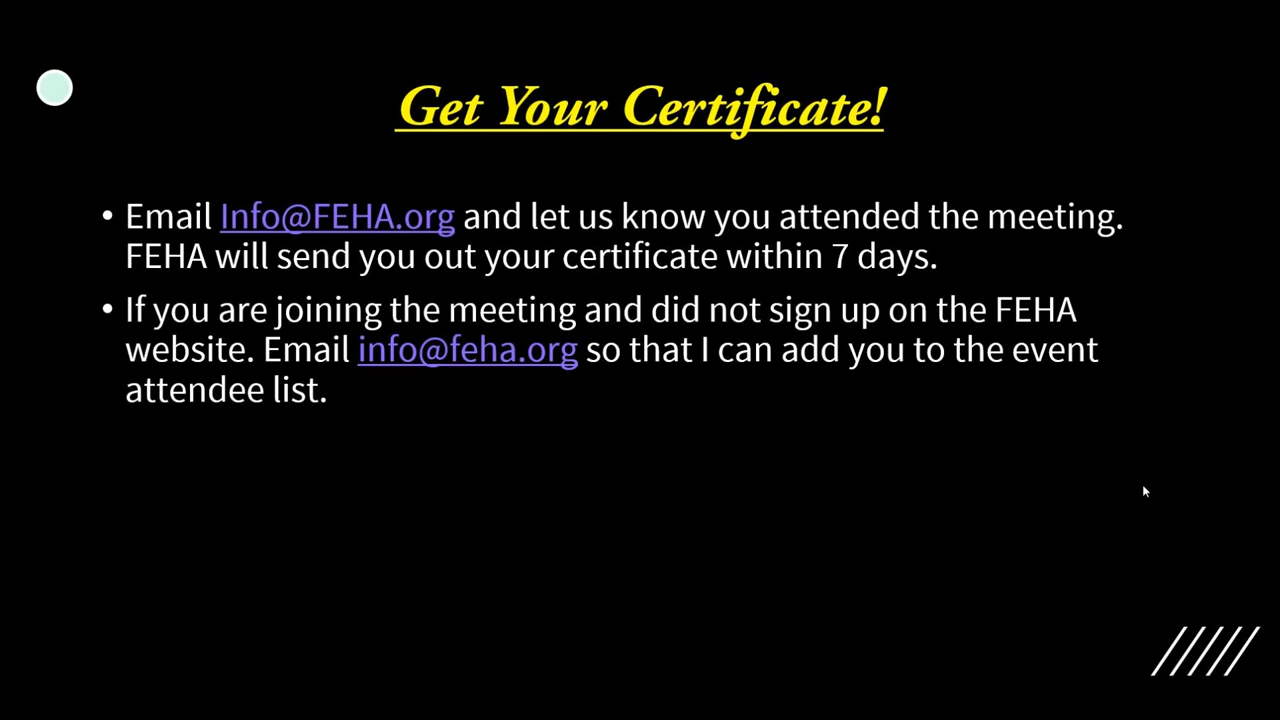 Get Your Certificate!
• Email Info@FEHA.org and let us know you attended the meeting.
FEHA will send you out your certificate within 7 days.
• If you are joining the meeting and did not sign up on the FEHA
website. Email info@feha.org so that I can add you to the event
attendee list.